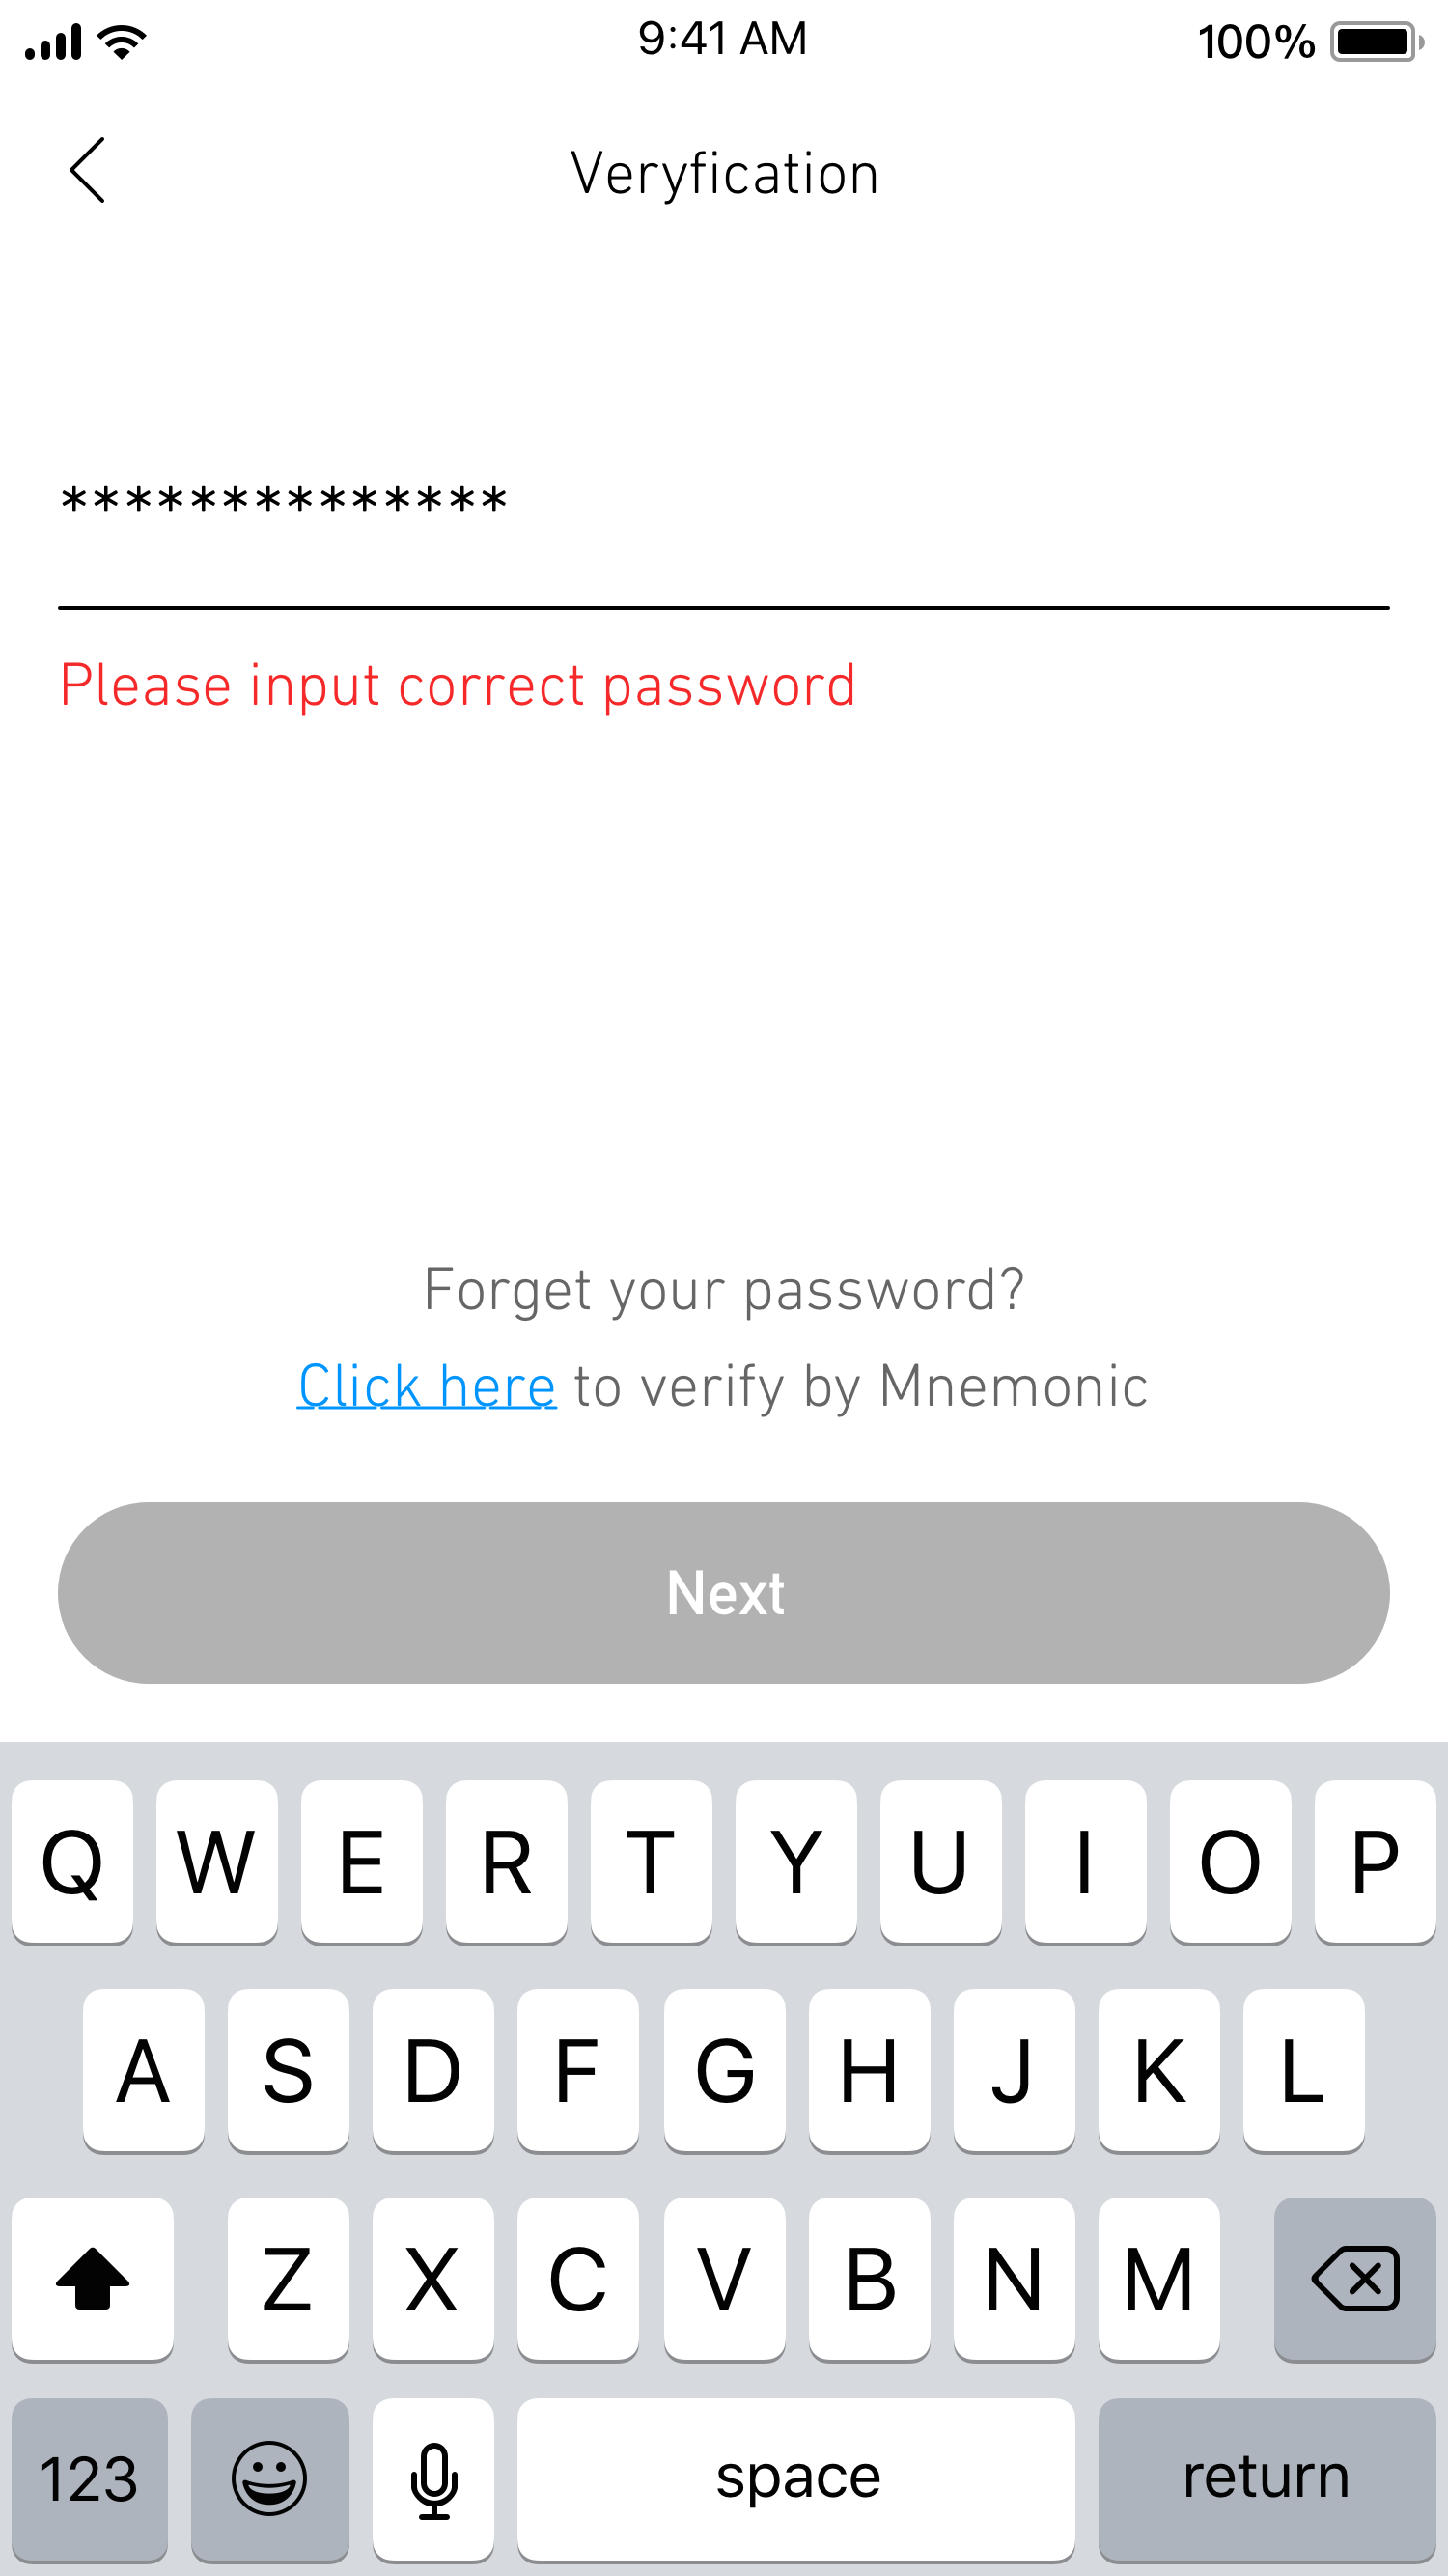 9:41 AM 100%
Veryfication
**************
Please input correct password
Forget your password?
Click here to verify by Mnemonic
Next
Q W E R T Y U I O P
A S D F G H J K L
Z X C V B N M
123 space return